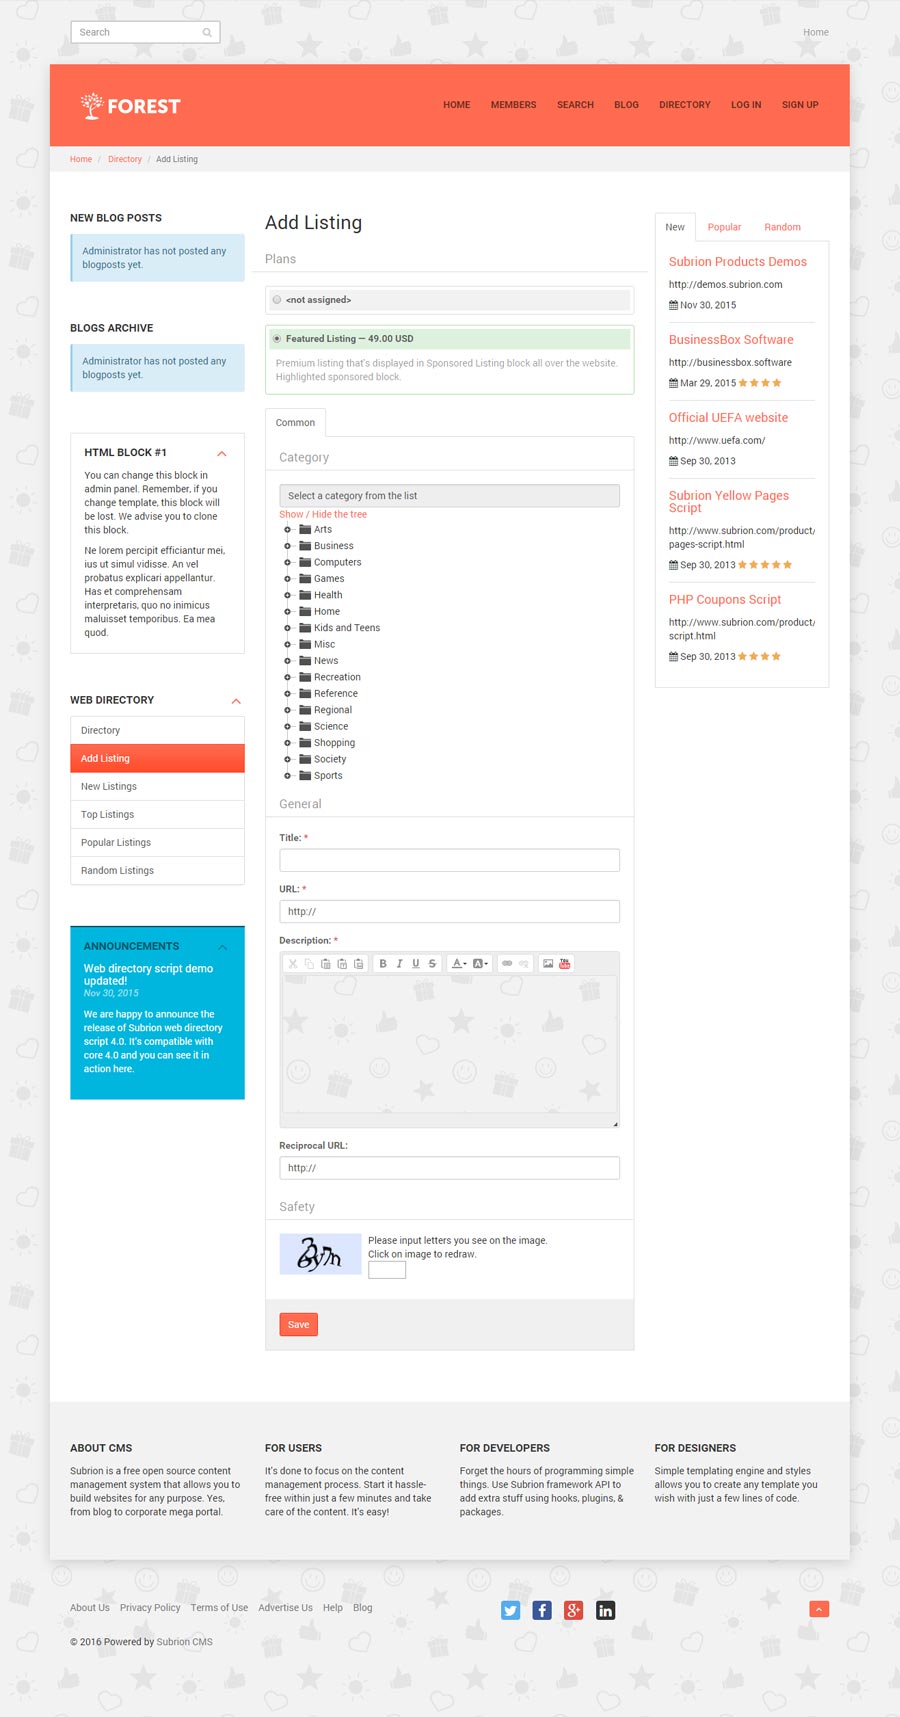 Search
Home
FOREST
HOME MEMBERS SEARCH BLOG DIRECTORY LOG IN SIGN UP
Home / Directory / Add Listing
NEW BLOG POSTS
Administrator has not posted any
blogposts yet.
BLOGS ARCHIVE
Administrator has not posted any
blogposts yet.
HTML BLOCK #1
You can change this block in
admin panel. Remember, if you
change template, this block will
be lost. We advise you to clone
this block.
Ne lorem percipit efficiantur mei,
ius ut simul vidisse. An vel
probatus explicari appellantur.
Has et comprehensam
interpretaris, quo no inimicus
maluisset temporibus. Ea mea
quod.
WEB DIRECTORY
Directory
Add Listing
New Listings
Top Listings
Popular Listings
Random Listings
ANNOUNCEMENTS
Web directory script demo
updated!
Nov 30, 2015
We are happy to announce the
release of Subrion web directory
script 4.0. It's compatible with
core 4.0 and you can see it in
action here.
Add Listing
Plans
<not assigned>
Featured Listing — 49.00 USD
Premium listing that's displayed in Sponsored Listing block all over the website.
Highlighted sponsored block.
Common
Category
Select a category from the list
Show / Hide the tree
Arts
Business
Computers
Games
Health
Home
Kids and Teens
Misc
News
Recreation
Reference
Regional
Science
Shopping
Society
Sports
General
Title: *
URL: *
http://
Description: *
B I U S A A You Tube
Reciprocal URL:
http://
Safety
Please input letters you see on the image.
Click on image to redraw.
Save
New Popular Random
Subrion Products Demos
http://demos.subrion.com
Nov 30, 2015
BusinessBox Software
http://businessbox.software
Mar 29, 2015
Official UEFA website
http://www.uefa.com/
Sep 30, 2013
Subrion Yellow Pages
Script
http://www.subrion.com/product/
pages-script.html
Sep 30, 2013
PHP Coupons Script
http://www.subrion.com/product/
script.html
Sep 30, 2013
ABOUT CMS
Subrion is a free open source content
management system that allows you to
build websites for any purpose. Yes,
from blog to corporate mega portal.
FOR USERS
It's done to focus on the content
management process. Start it hassle-
free within just a few minutes and take
care of the content. It's easy!
FOR DEVELOPERS
Forget the hours of programming simple
things. Use Subrion framework API to
add extra stuff using hooks, plugins, &
packages.
FOR DESIGNERS
Simple templating engine and styles
allows you to create any template you
wish with just a few lines of code.
About Us Privacy Policy Terms of Use Advertise Us Help Blog
© 2016 Powered by Subrion CMS